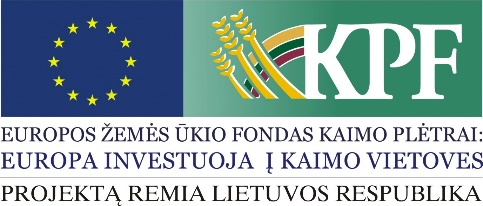 KPF
EUROPOS ŽEMĖS ŪKIO FONDAS KAIMO PLĖTRAI:
EUROPA INVESTUOJA Į KAIMO VIETOVES
PROJEKTĄ REMIA LIETUVOS RESPUBLIKA